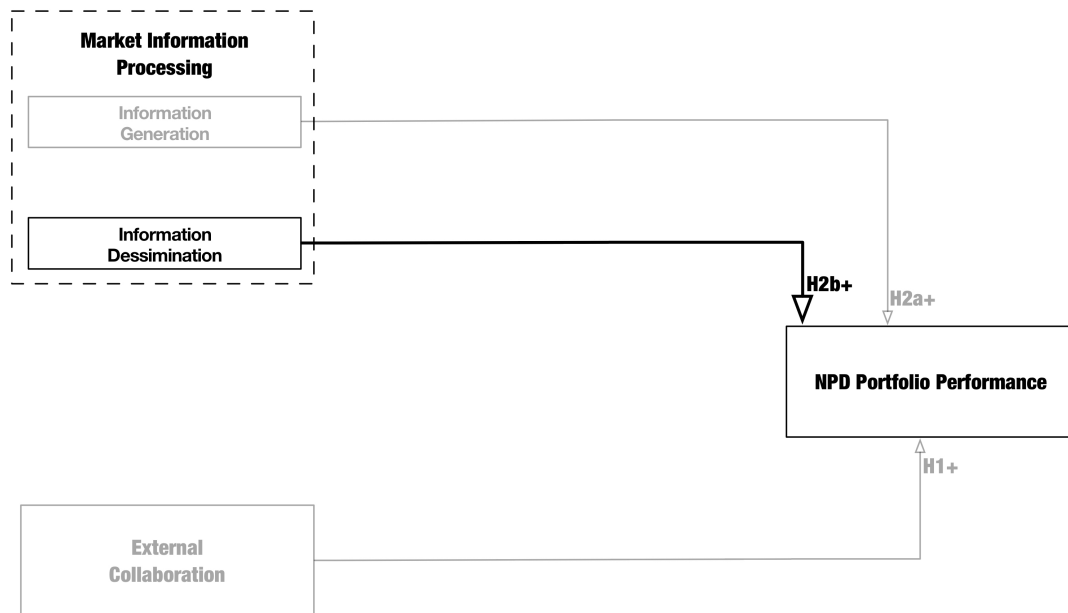 Market Information
Processing
Information
Generation
Information
Dessimination
H2b+
H2a+
NPD Portfolio Performance
H1+
External
Collaboration